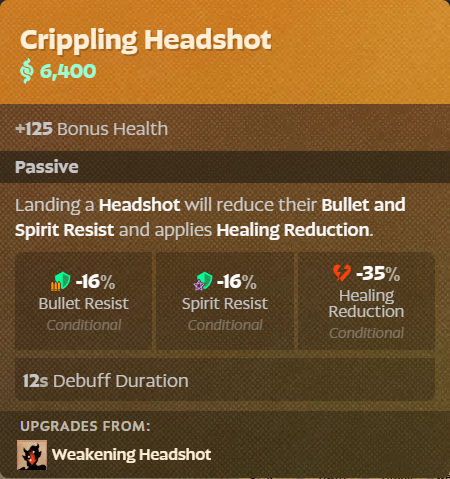 Crippling Headshot
6,400
+125 Bonus Health
Passive
Landing a Headshot will reduce their Bullet and
Spirit Resist and applies Healing Reduction.
-16%
Bullet Resist
Conditional
-16%
Spirit Resist
Conditional
-35%
Healing
Reduction
Conditional
12s Debuff Duration
UPGRADES FROM:
Weakening Headshot